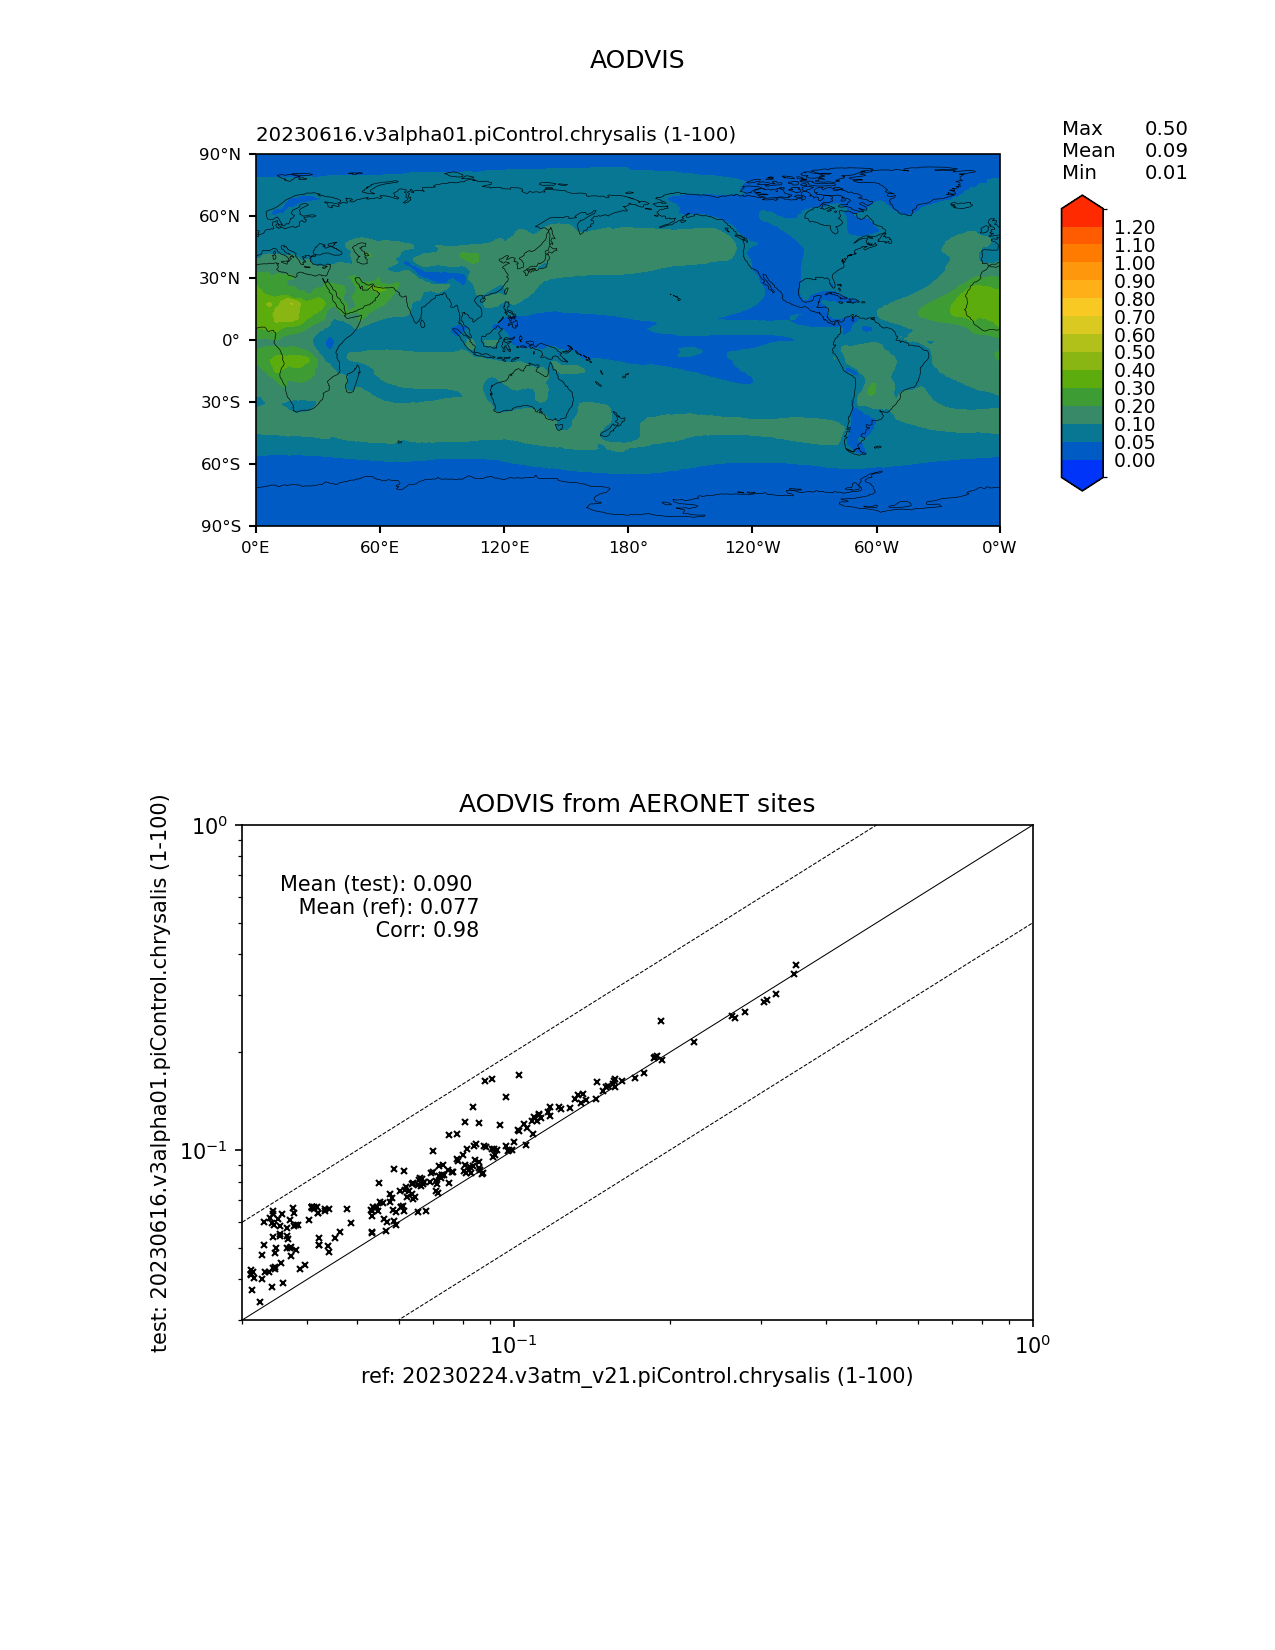 AODVIS
20230616.v3alpha01.piControl.chrysalis (1-100)
Max 0.50
Mean 0.09
Min 0.01
90°N
60°N
30°N
0°
30°S
60°S
90°S
0°E 60°E 120°E 180° 120°W 60°W 0°W
1.20
1.10
1.00
0.90
0.80
0.70
0.60
0.50
0.40
0.30
0.20
0.10
0.05
0.00
AODVIS from AERONET sites
test: 20230616.v3alpha01.piControl.chrysalis (1-100)
10⁰
10⁻¹
Mean (test): 0.090
Mean (ref): 0.077
Corr: 0.98
10⁻¹ 10⁰
ref: 20230224.v3atm_v21.piControl.chrysalis (1-100)